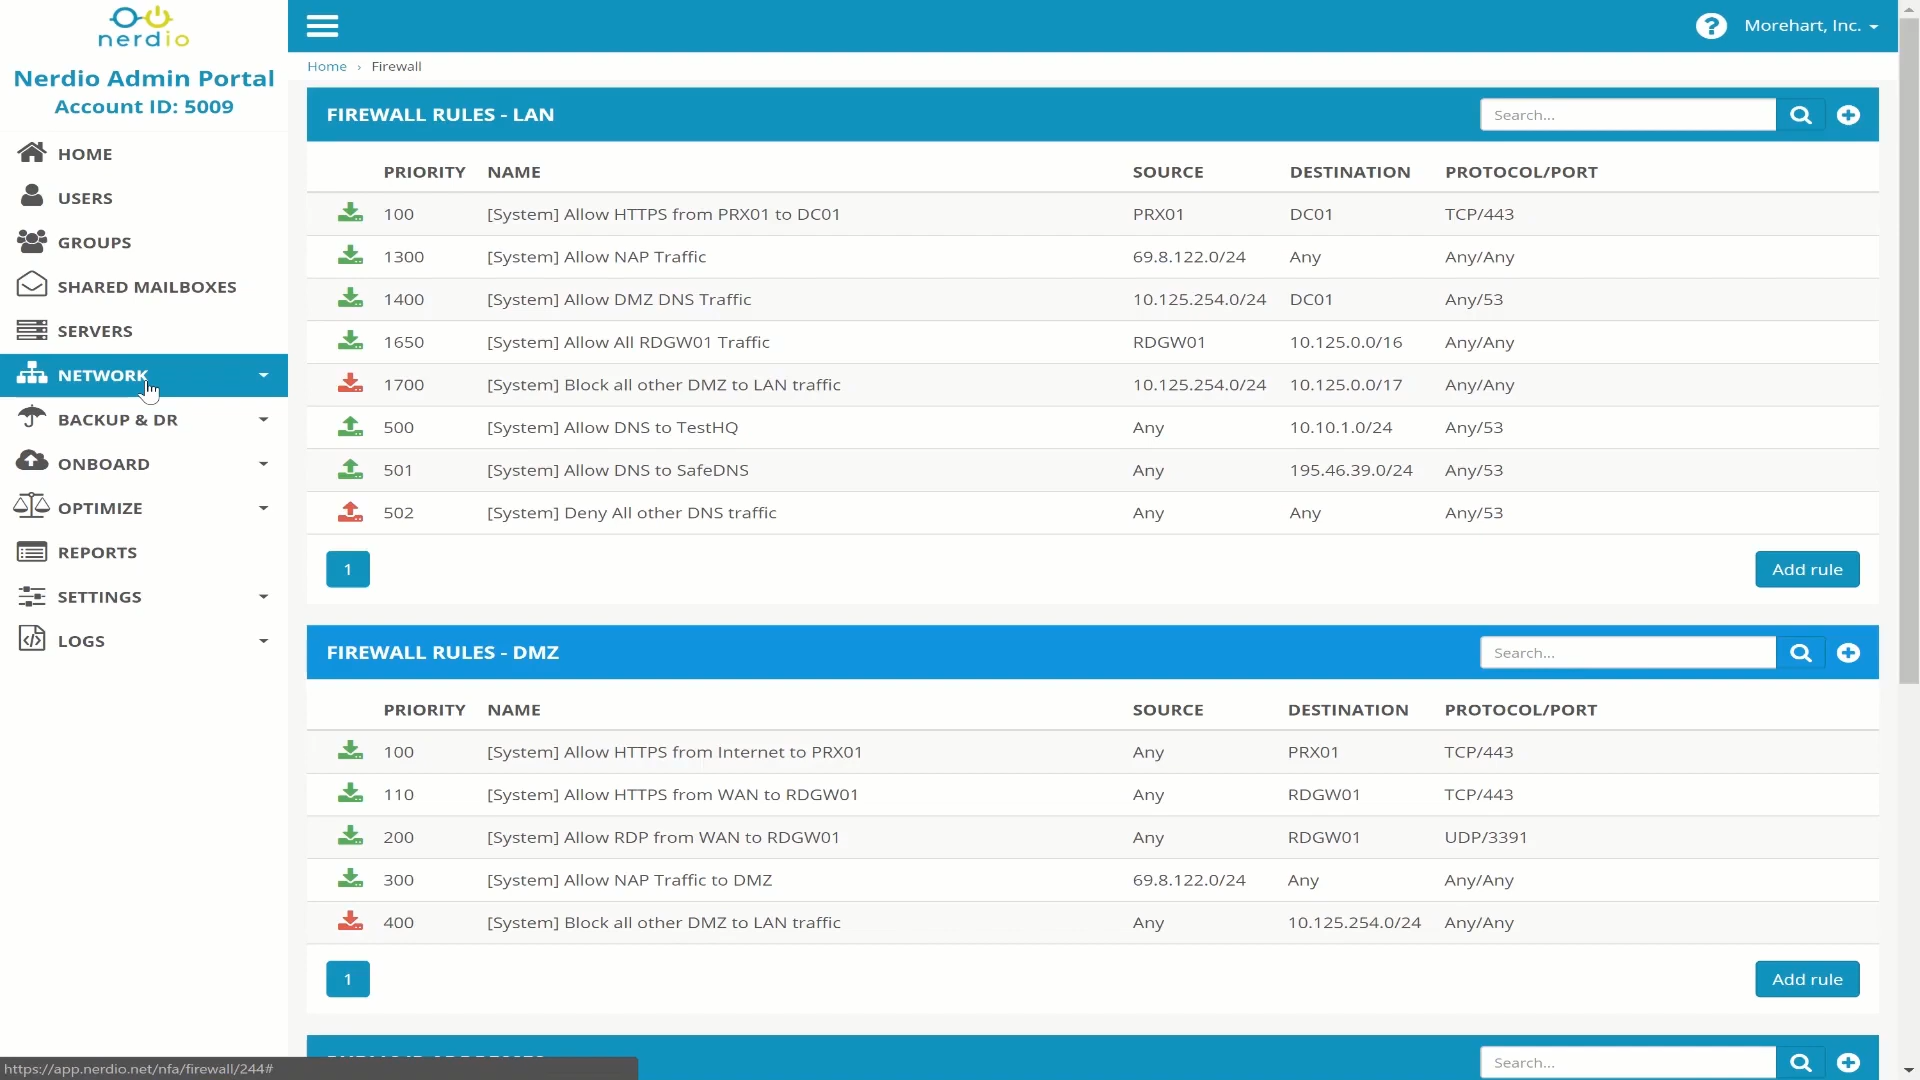 nerdio
Nerdio Admin Portal
Account ID: 5009
HOME
USERS
GROUPS
SHARED MAILBOXES
SERVERS
NETWORK
BACKUP & DR
ONBOARD
OPTIMIZE
REPORTS
SETTINGS
LOGS
? Morehart, Inc.
Home › Firewall
FIREWALL RULES - LAN Search...
PRIORITY NAME SOURCE DESTINATION PROTOCOL/PORT
100 [System] Allow HTTPS from PRX01 to DC01 PRX01 DC01 TCP/443
1300 [System] Allow NAP Traffic 69.8.122.0/24 Any Any/Any
1400 [System] Allow DMZ DNS Traffic 10.125.254.0/24 DC01 Any/53
1650 [System] Allow All RDGW01 Traffic RDGW01 10.125.0.0/16 Any/Any
1700 [System] Block all other DMZ to LAN traffic 10.125.254.0/24 10.125.0.0/17 Any/Any
500 [System] Allow DNS to TestHQ Any 10.10.1.0/24 Any/53
501 [System] Allow DNS to SafeDNS Any 195.46.39.0/24 Any/53
502 [System] Deny All other DNS traffic Any Any Any/53
1 Add rule
FIREWALL RULES - DMZ Search...
PRIORITY NAME SOURCE DESTINATION PROTOCOL/PORT
100 [System] Allow HTTPS from Internet to PRX01 Any PRX01 TCP/443
110 [System] Allow HTTPS from WAN to RDGW01 Any RDGW01 TCP/443
200 [System] Allow RDP from WAN to RDGW01 Any RDGW01 UDP/3391
300 [System] Allow NAP Traffic to DMZ 69.8.122.0/24 Any Any/Any
400 [System] Block all other DMZ to LAN traffic Any 10.125.254.0/24 Any/Any
1 Add rule
Search...
https://app.nerdio.net/nfa/firewall/244#